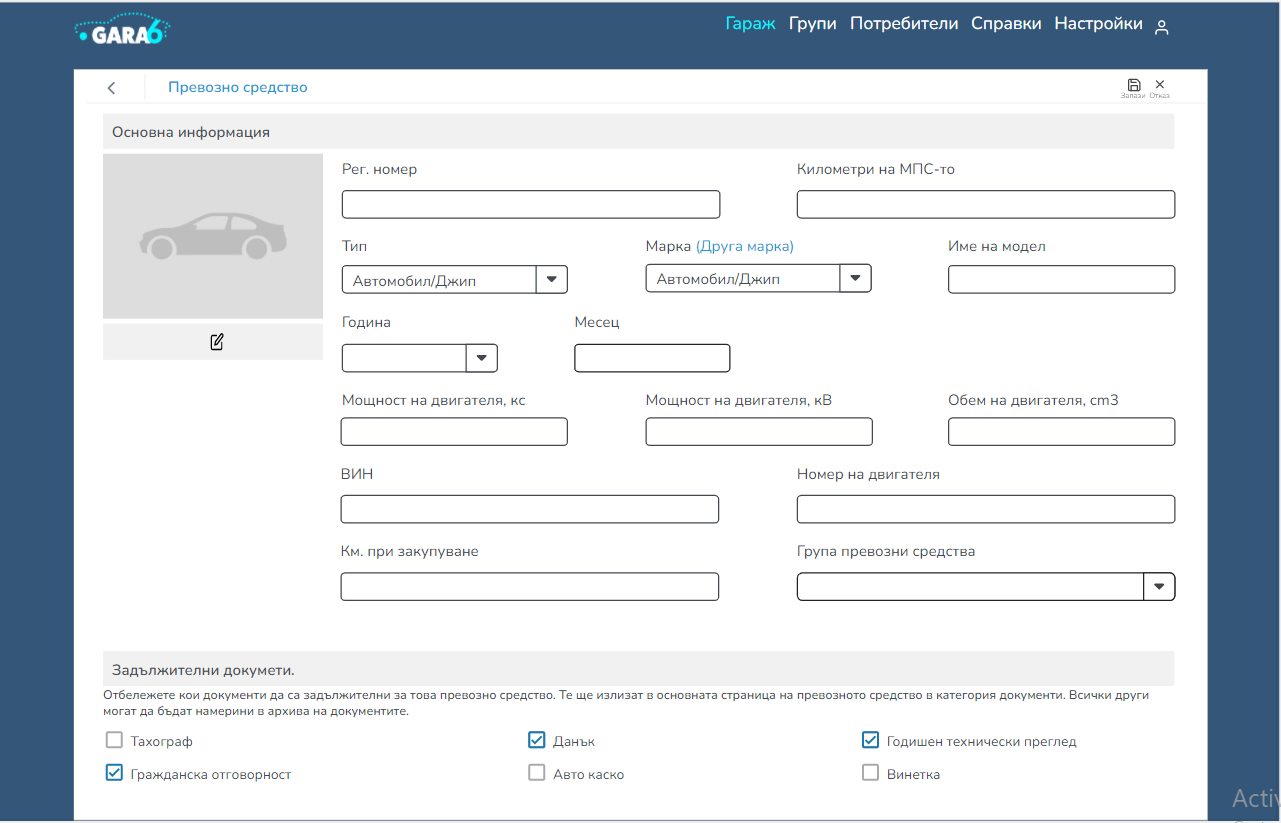 GARA6
Гараж Групи Потребители Справки Настройки
Превозно средство
Запази Отказ
Основна информация
Рег. номер
Километри на МПС-то
Тип
Марка (Друга марка)
Име на модел
Автомобил/Джип
Автомобил/Джип
Година
Месец
Мощност на двигателя, кс
Мощност на двигателя, кВ
Обем на двигателя, cm3
ВИН
Номер на двигателя
Км. при закупуване
Група превозни средства
Задължителни докумети.
Отбележете кои документи да са задължителни за това превозно средство. Те ще излизат в основната страница на превозното средство в категория документи. Всички други
могат да бъдат намерини в архива на документите.
Тахограф
Данък
Годишен технически преглед
Гражданска отговорност
Авто каско
Винетка